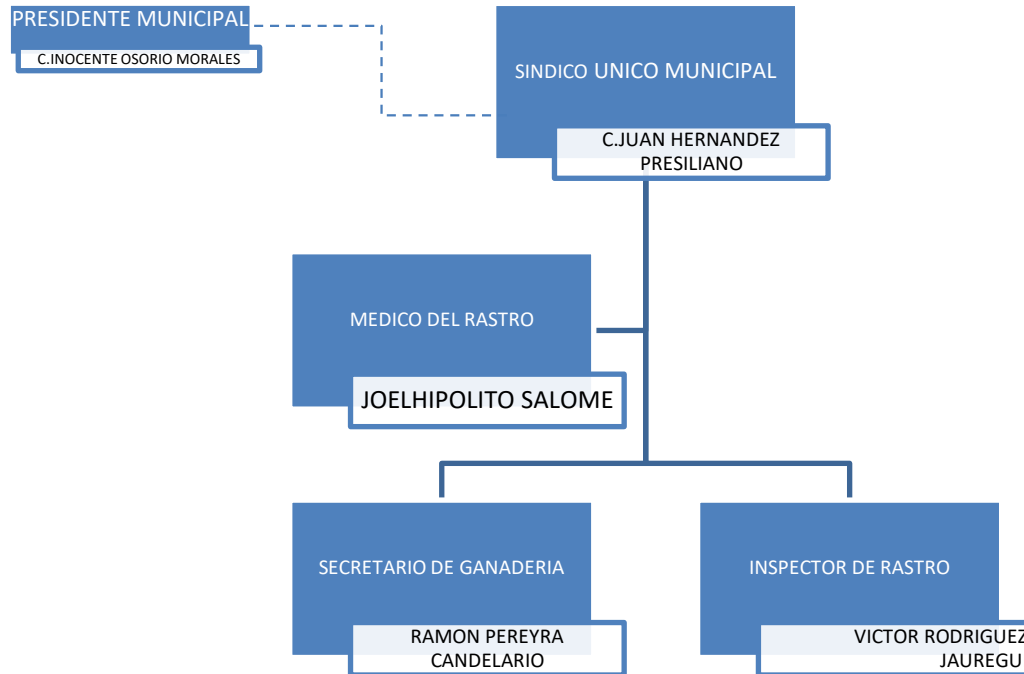 PRESIDENTE MUNICIPAL
C.INOCENTE OSORIO MORALES
SINDICO UNICO MUNICIPAL
C.JUAN HERNANDEZ
PRESILIANO
MEDICO DEL RASTRO
JOELHIPOLITO SALOME
SECRETARIO DE GANADERIA
RAMON PEREYRA
CANDELARIO
INSPECTOR DE RASTRO
VICTOR RODRIGUEZ
JAUREGUI